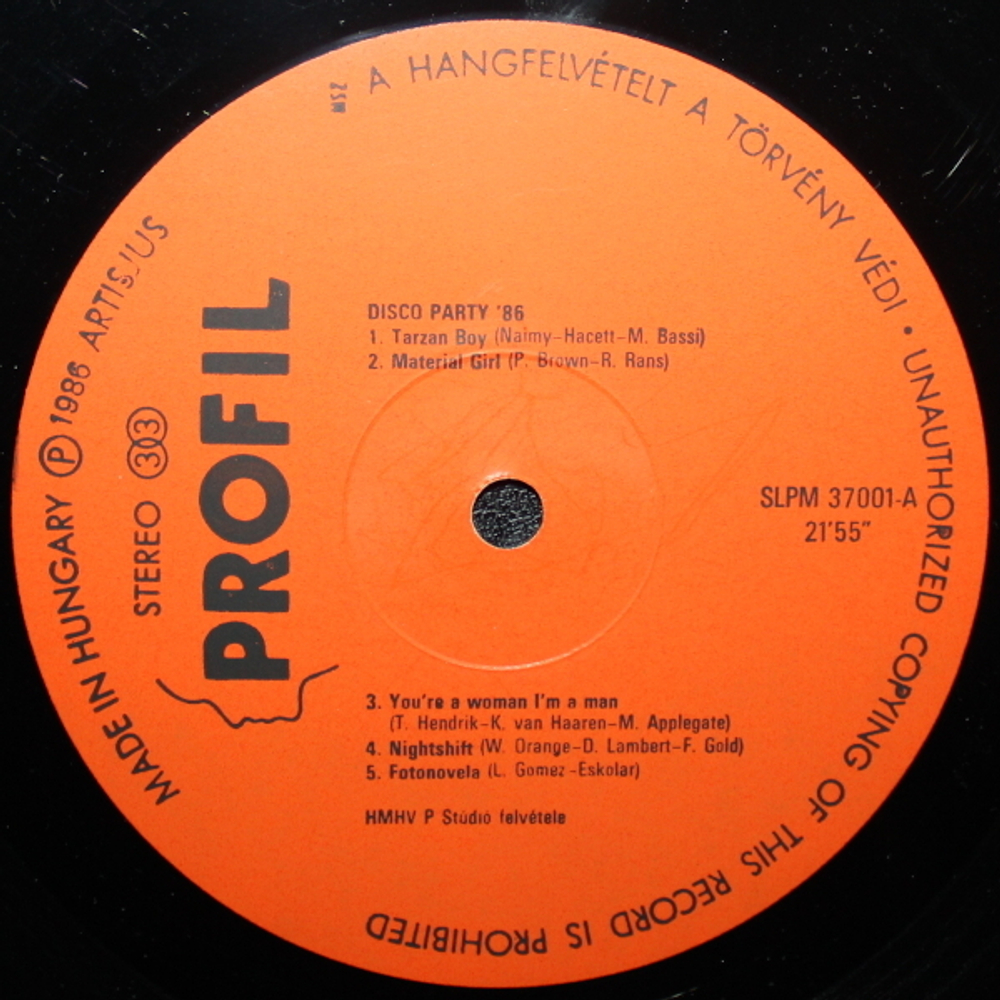 MSZ A HANGFELVÉTELT A TÖRVÉNY VÉDI • UNAUTHORIZED COPYING OF THIS RECORD IS PROHIBITED
MADE IN HUNGARY Ⓟ 1986 ARTISJUS
STEREO 303
PROFIL
DISCO PARTY '86
1. Tarzan Boy (Naimy-Hacett-M. Bassi)
2. Material Girl (P. Brown-R. Rans)
SLPM 37001-A
21'55"
3. You're a woman I'm a man
(T. Hendrik-K. van Haaren-M. Applegate)
4. Nightshift (W. Orange-D. Lambert-F. Gold)
5. Fotonovela (L. Gomez-Eskolar)
HMHV P Stúdió felvétele